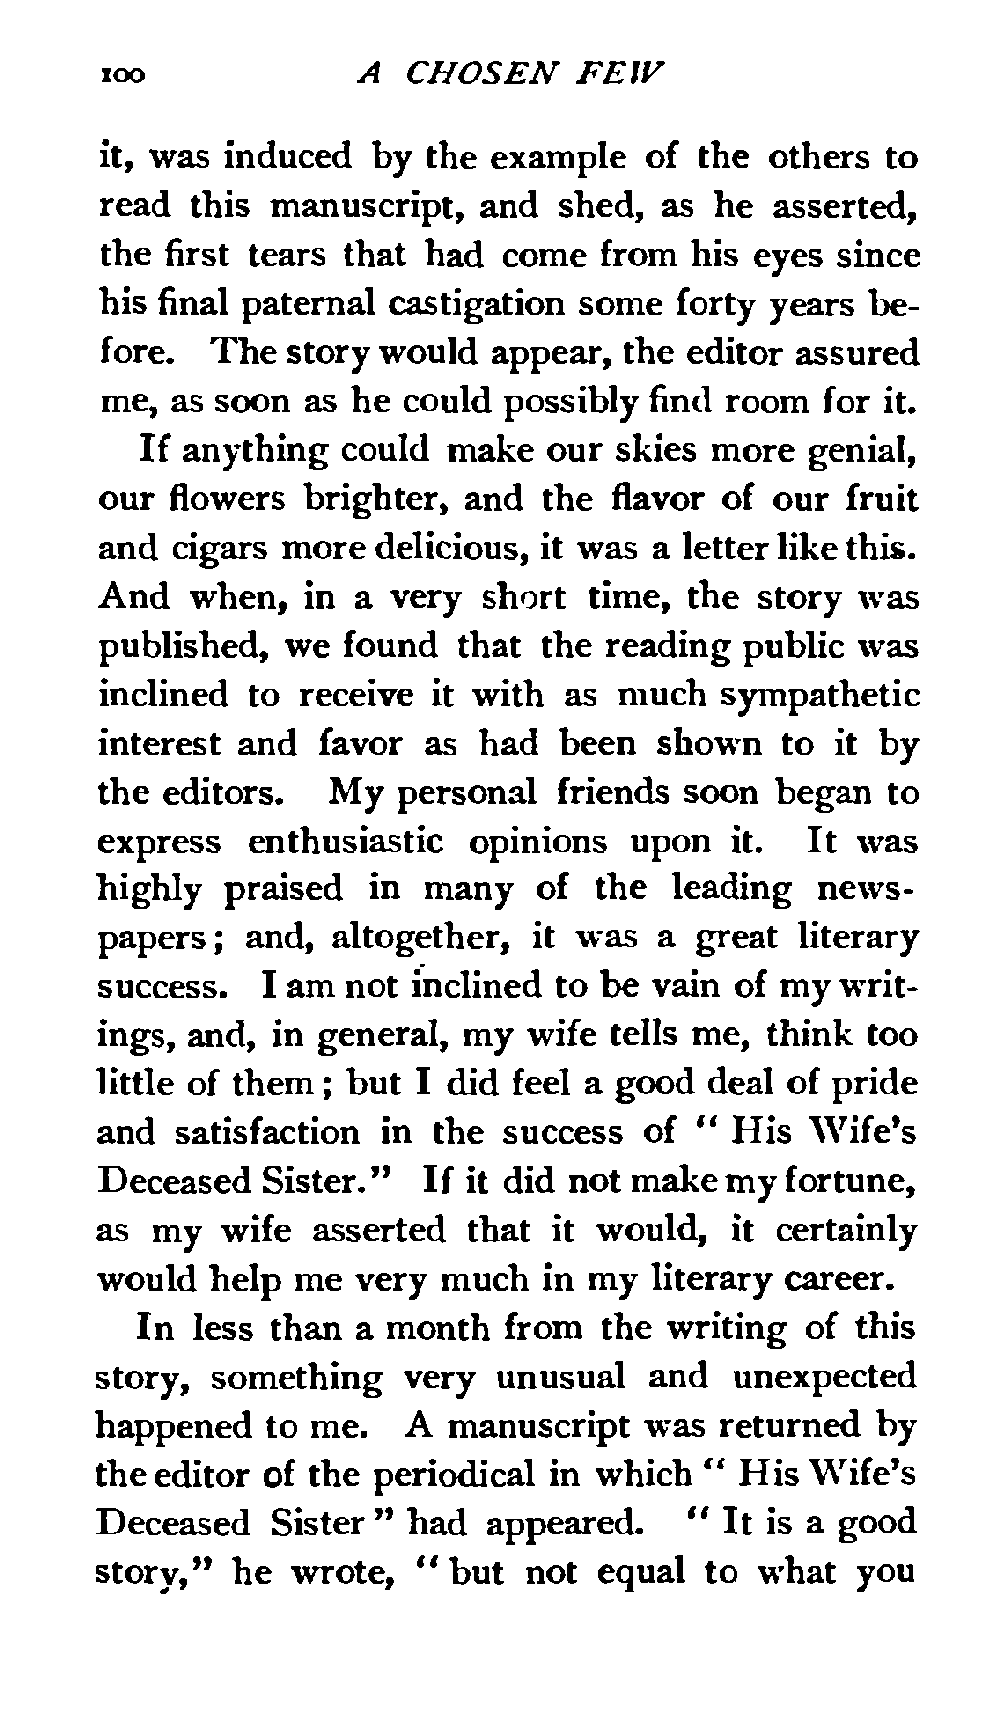 100 A CHOSEN FEW
it, was induced by the example of the others to
read this manuscript, and shed, as he asserted,
the first tears that had come from his eyes since
his final paternal castigation some forty years be-
fore. The story would appear, the editor assured
me, as soon as he could possibly find room for it.
If anything could make our skies more genial,
our flowers brighter, and the flavor of our fruit
and cigars more delicious, it was a letter like this.
And when, in a very short time, the story was
published, we found that the reading public was
inclined to receive it with as much sympathetic
interest and favor as had been shown to it by
the editors. My personal friends soon began to
express enthusiastic opinions upon it. It was
highly praised in many of the leading news-
papers; and, altogether, it was a great literary
success. I am not inclined to be vain of my writ-
ings, and, in general, my wife tells me, think too
little of them; but I did feel a good deal of pride
and satisfaction in the success of "His Wife's
Deceased Sister." If it did not make my fortune,
as my wife asserted that it would, it certainly
would help me very much in my literary career.
In less than a month from the writing of this
story, something very unusual and unexpected
happened to me. A manuscript was returned by
the editor of the periodical in which "His Wife's
Deceased Sister" had appeared. "It is a good
story," he wrote, "but not equal to what you